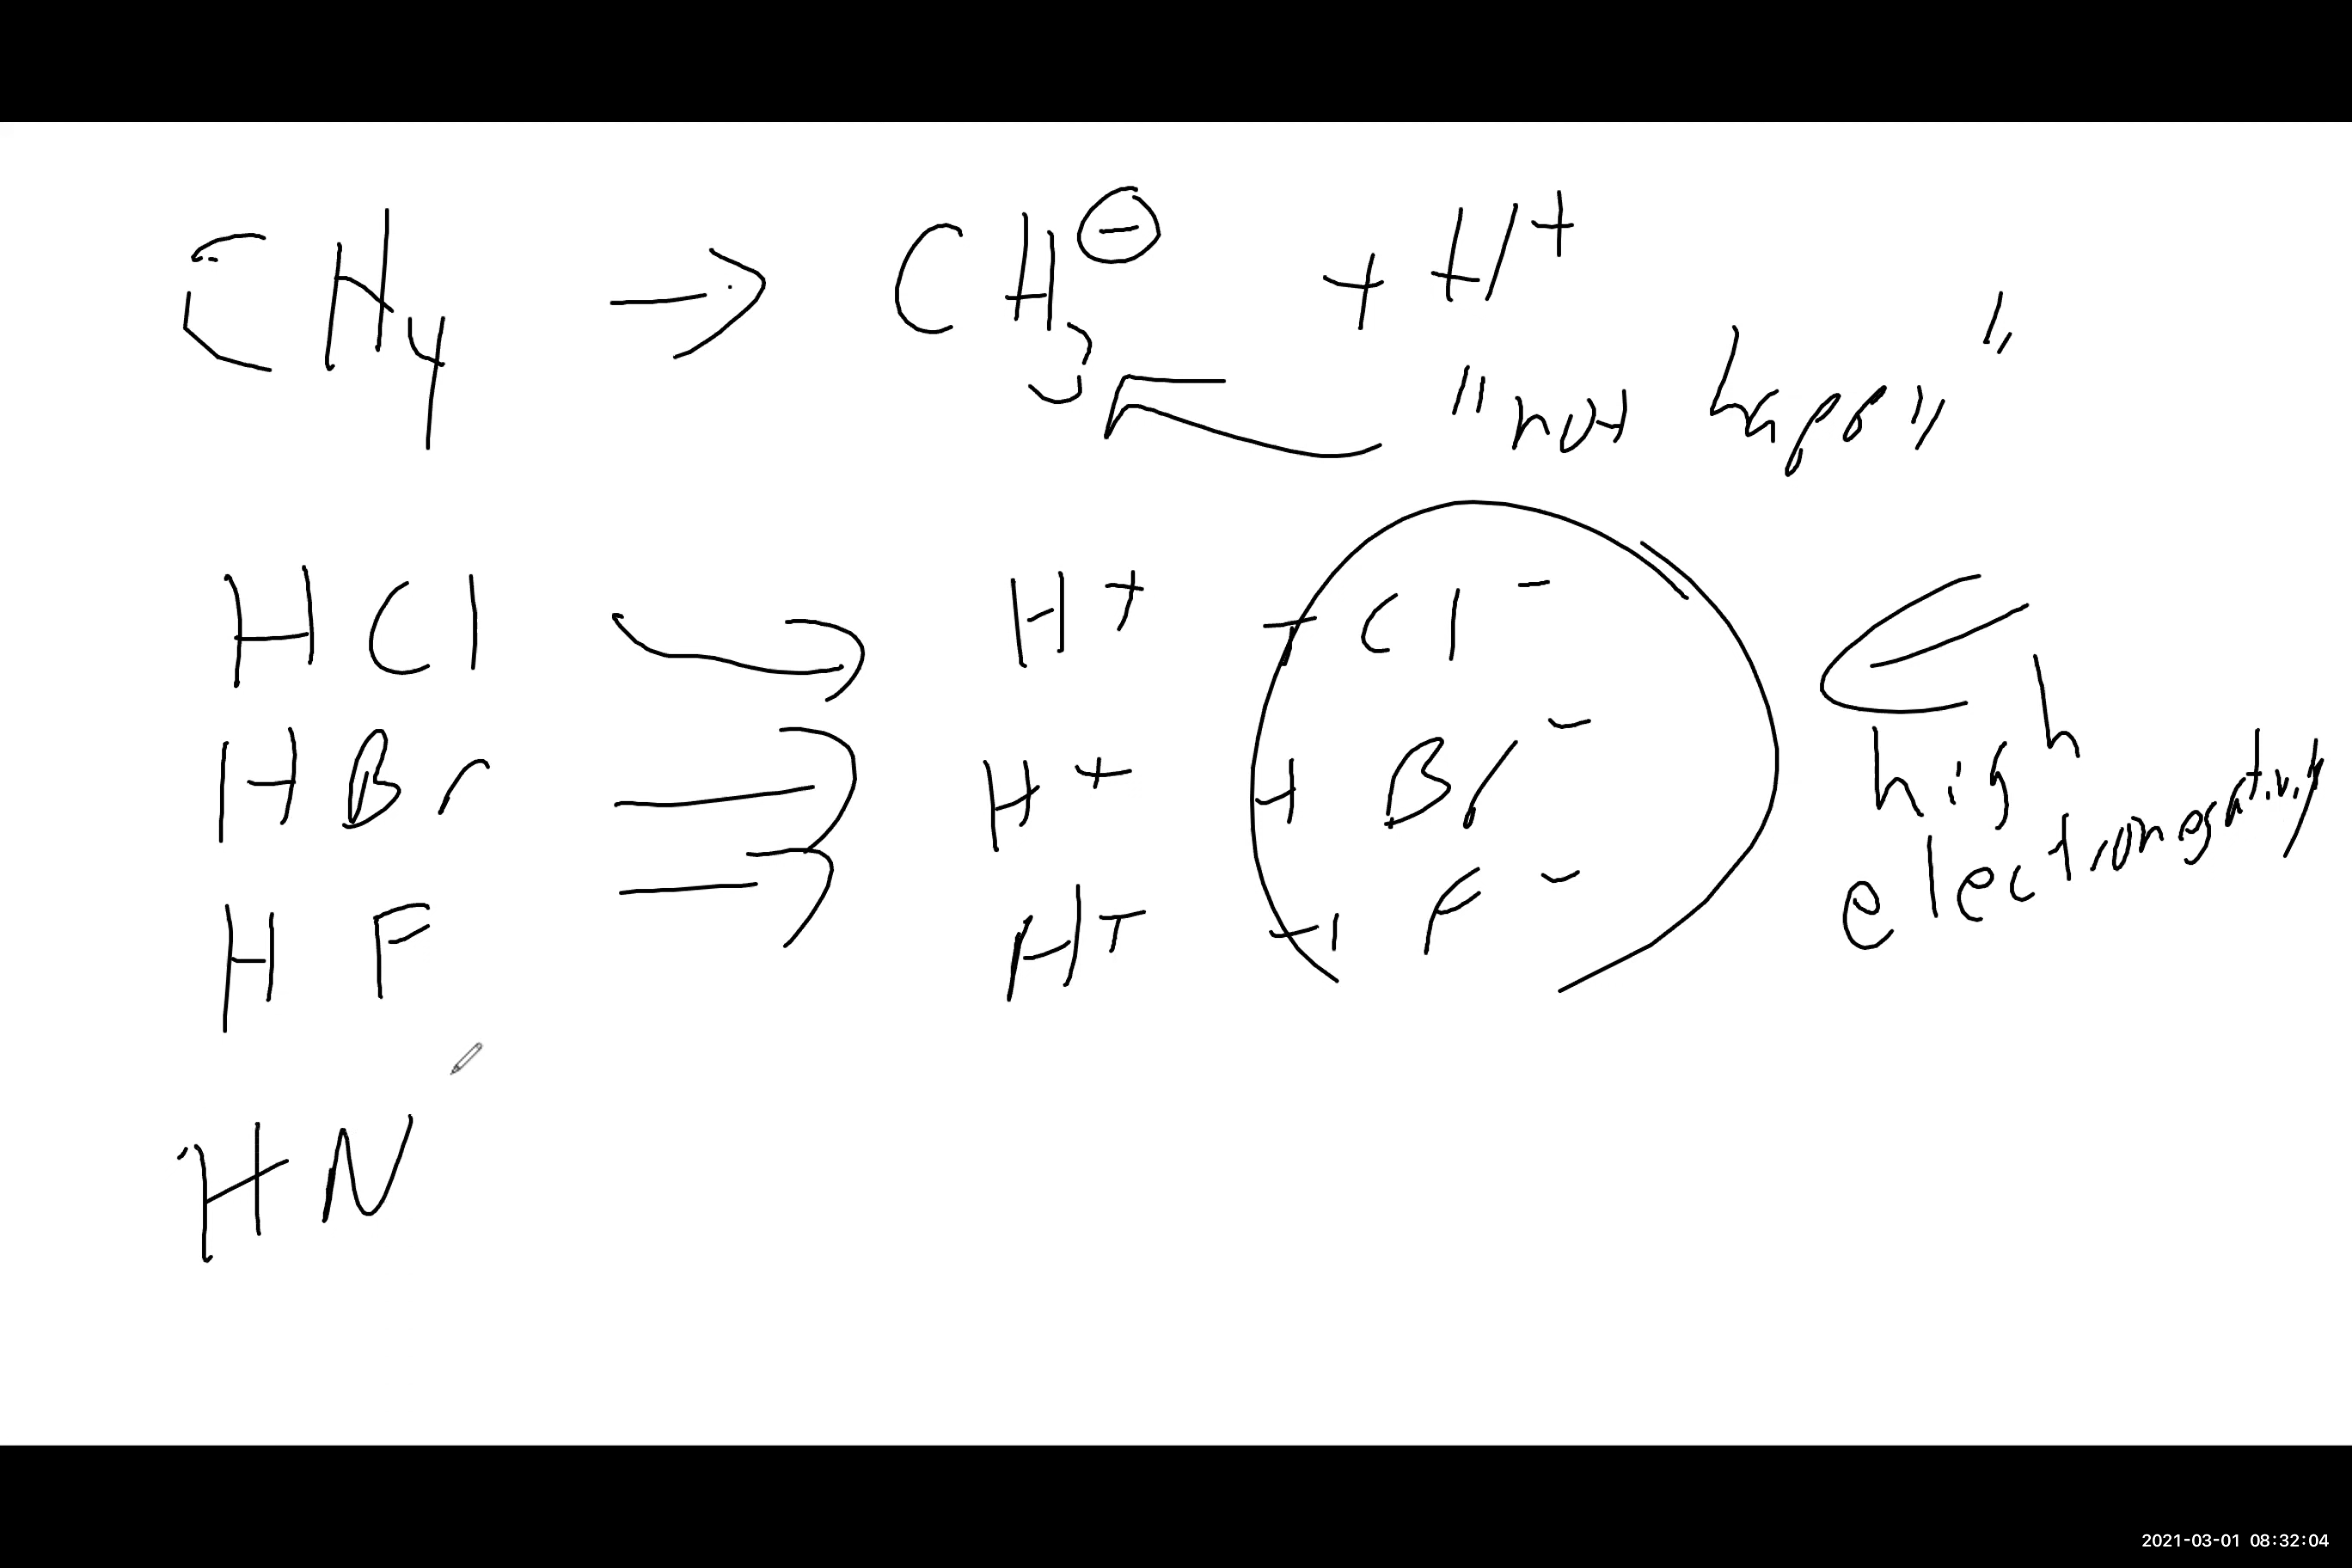 CH4 → CH3⊖ + H+
"not happy"
HCl → H+ + Cl-
HBr → H+ + Br-
HF → H+ + F-
high
electronegativity
HN
2021-03-01 08:32:04